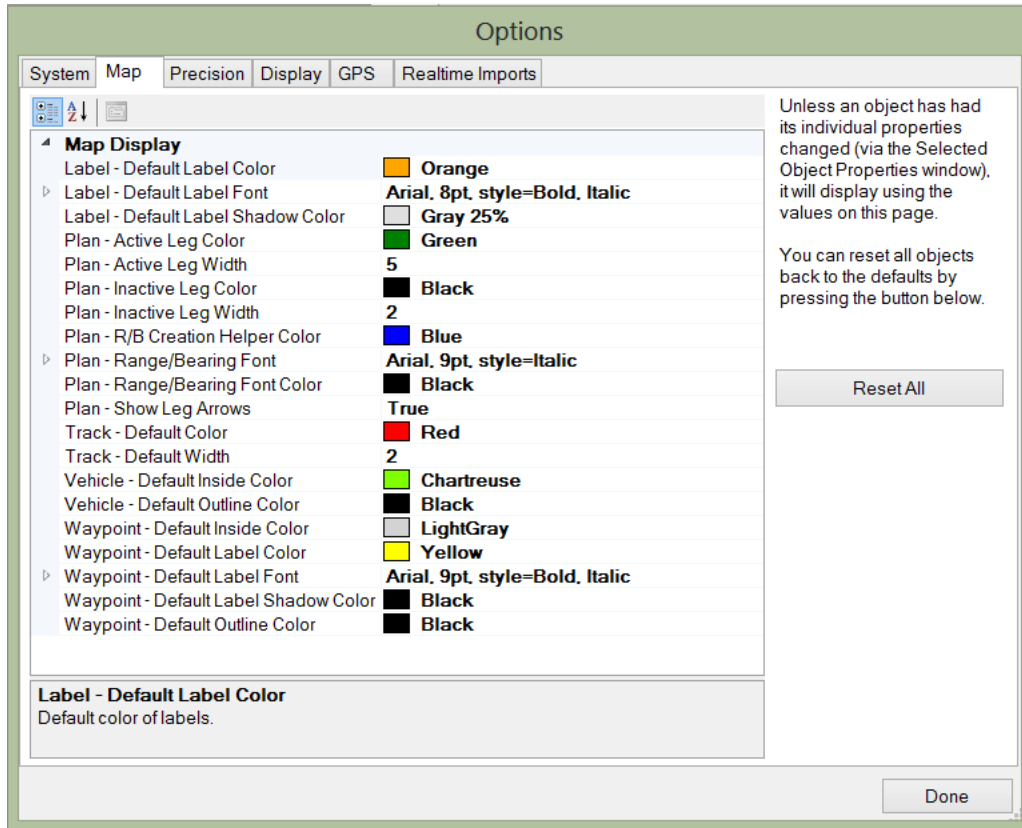 Options
System Map Precision Display GPS Realtime Imports
Map Display
Label - Default Label Color Orange
Label - Default Label Font Arial, 8pt, style=Bold, Italic
Label - Default Label Shadow Color Gray 25%
Plan - Active Leg Color Green
Plan - Active Leg Width 5
Plan - Inactive Leg Color Black
Plan - Inactive Leg Width 2
Plan - R/B Creation Helper Color Blue
Plan - Range/Bearing Font Arial, 9pt, style=Italic
Plan - Range/Bearing Font Color Black
Plan - Show Leg Arrows True
Track - Default Color Red
Track - Default Width 2
Vehicle - Default Inside Color Chartreuse
Vehicle - Default Outline Color Black
Waypoint - Default Inside Color LightGray
Waypoint - Default Label Color Yellow
Waypoint - Default Label Font Arial, 9pt, style=Bold, Italic
Waypoint - Default Label Shadow Color Black
Waypoint - Default Outline Color Black
Label - Default Label Color
Default color of labels.
Unless an object has had
its individual properties
changed (via the Selected
Object Properties window),
it will display using the
values on this page.
You can reset all objects
back to the defaults by
pressing the button below.
Reset All
Done